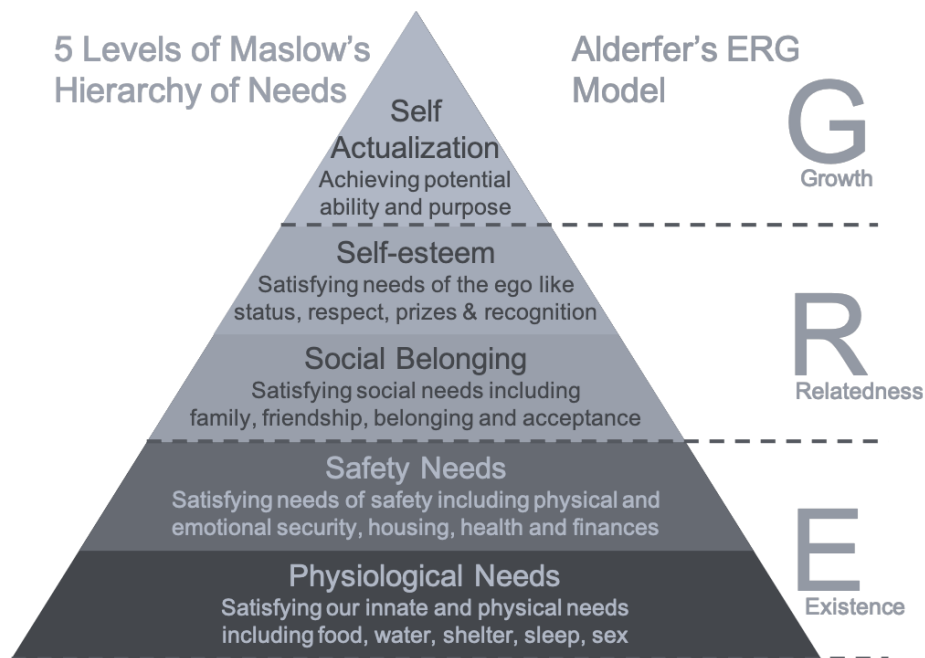 5 Levels of Maslow's
Hierarchy of Needs
Alderfer's ERG
Model
Self
Actualization
Achieving potential
ability and purpose
G
Growth
Self-esteem
Satisfying needs of the ego like
status, respect, prizes & recognition
Social Belonging
Satisfying social needs including
family, friendship, belonging and acceptance
R
Relatedness
Safety Needs
Satisfying needs of safety including physical and
emotional security, housing, health and finances
Physiological Needs
Satisfying our innate and physical needs
including food, water, shelter, sleep, sex
E
Existence